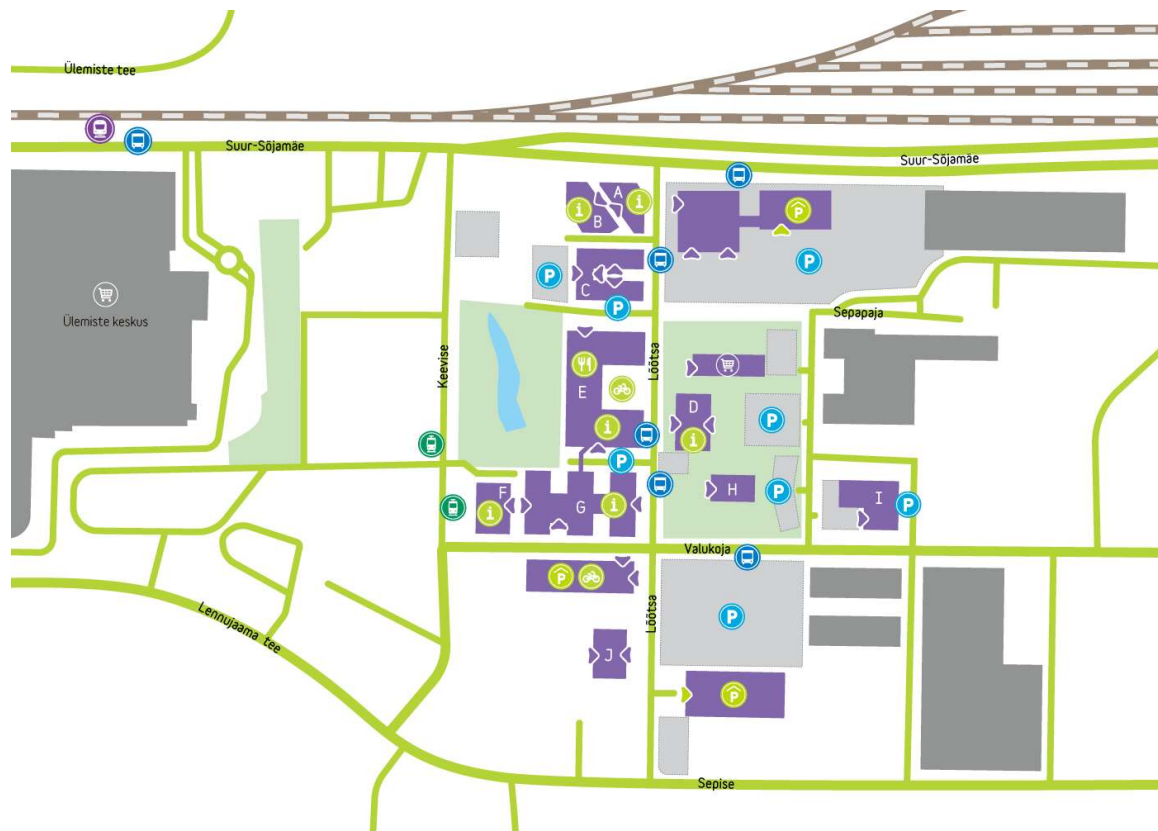 Ülemiste tee
Suur-Sõjamäe
Suur-Sõjamäe
A
i
i
B
P
C
P
P
P
Ülemiste keskus
Sepapaja
Keevise
Lõõtsa
E
D
P
i
i
P
F
i
G
i
H
P
I
P
Valukoja
P
Lõõtsa
P
Lennujaama tee
J
P
Sepise